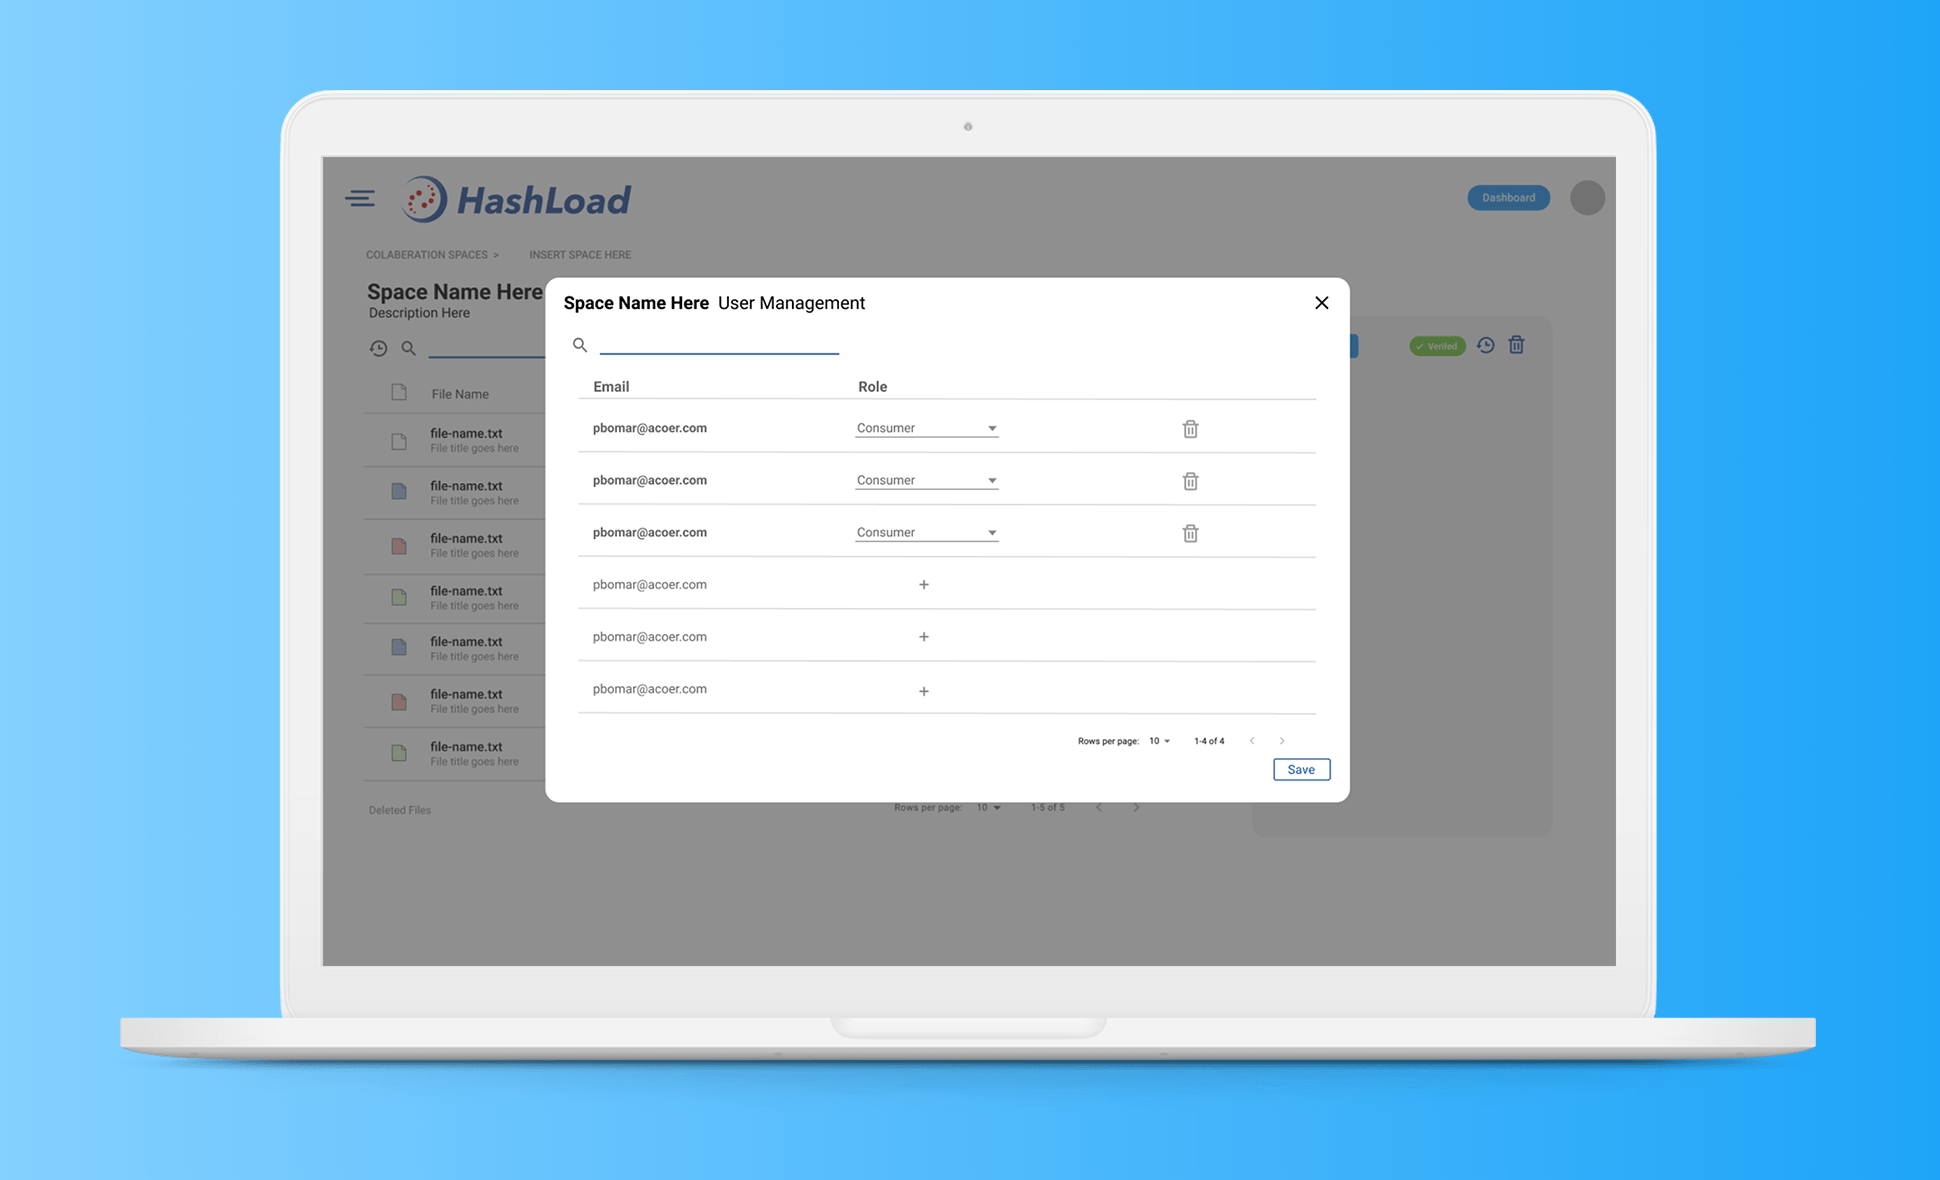 HashLoad
Dashboard
COLABERATION SPACES > INSERT SPACE HERE
Space Name Here
Description Here
File Name
file-name.txt
File title goes here
file-name.txt
File title goes here
file-name.txt
File title goes here
file-name.txt
File title goes here
file-name.txt
File title goes here
file-name.txt
File title goes here
file-name.txt
File title goes here
Deleted Files
Rows per page: 10 1-5 of 5
Verified
Space Name Here User Management
Email Role
pbomar@acoer.com Consumer
pbomar@acoer.com Consumer
pbomar@acoer.com Consumer
pbomar@acoer.com +
pbomar@acoer.com +
pbomar@acoer.com +
Rows per page: 10 1-4 of 4
Save